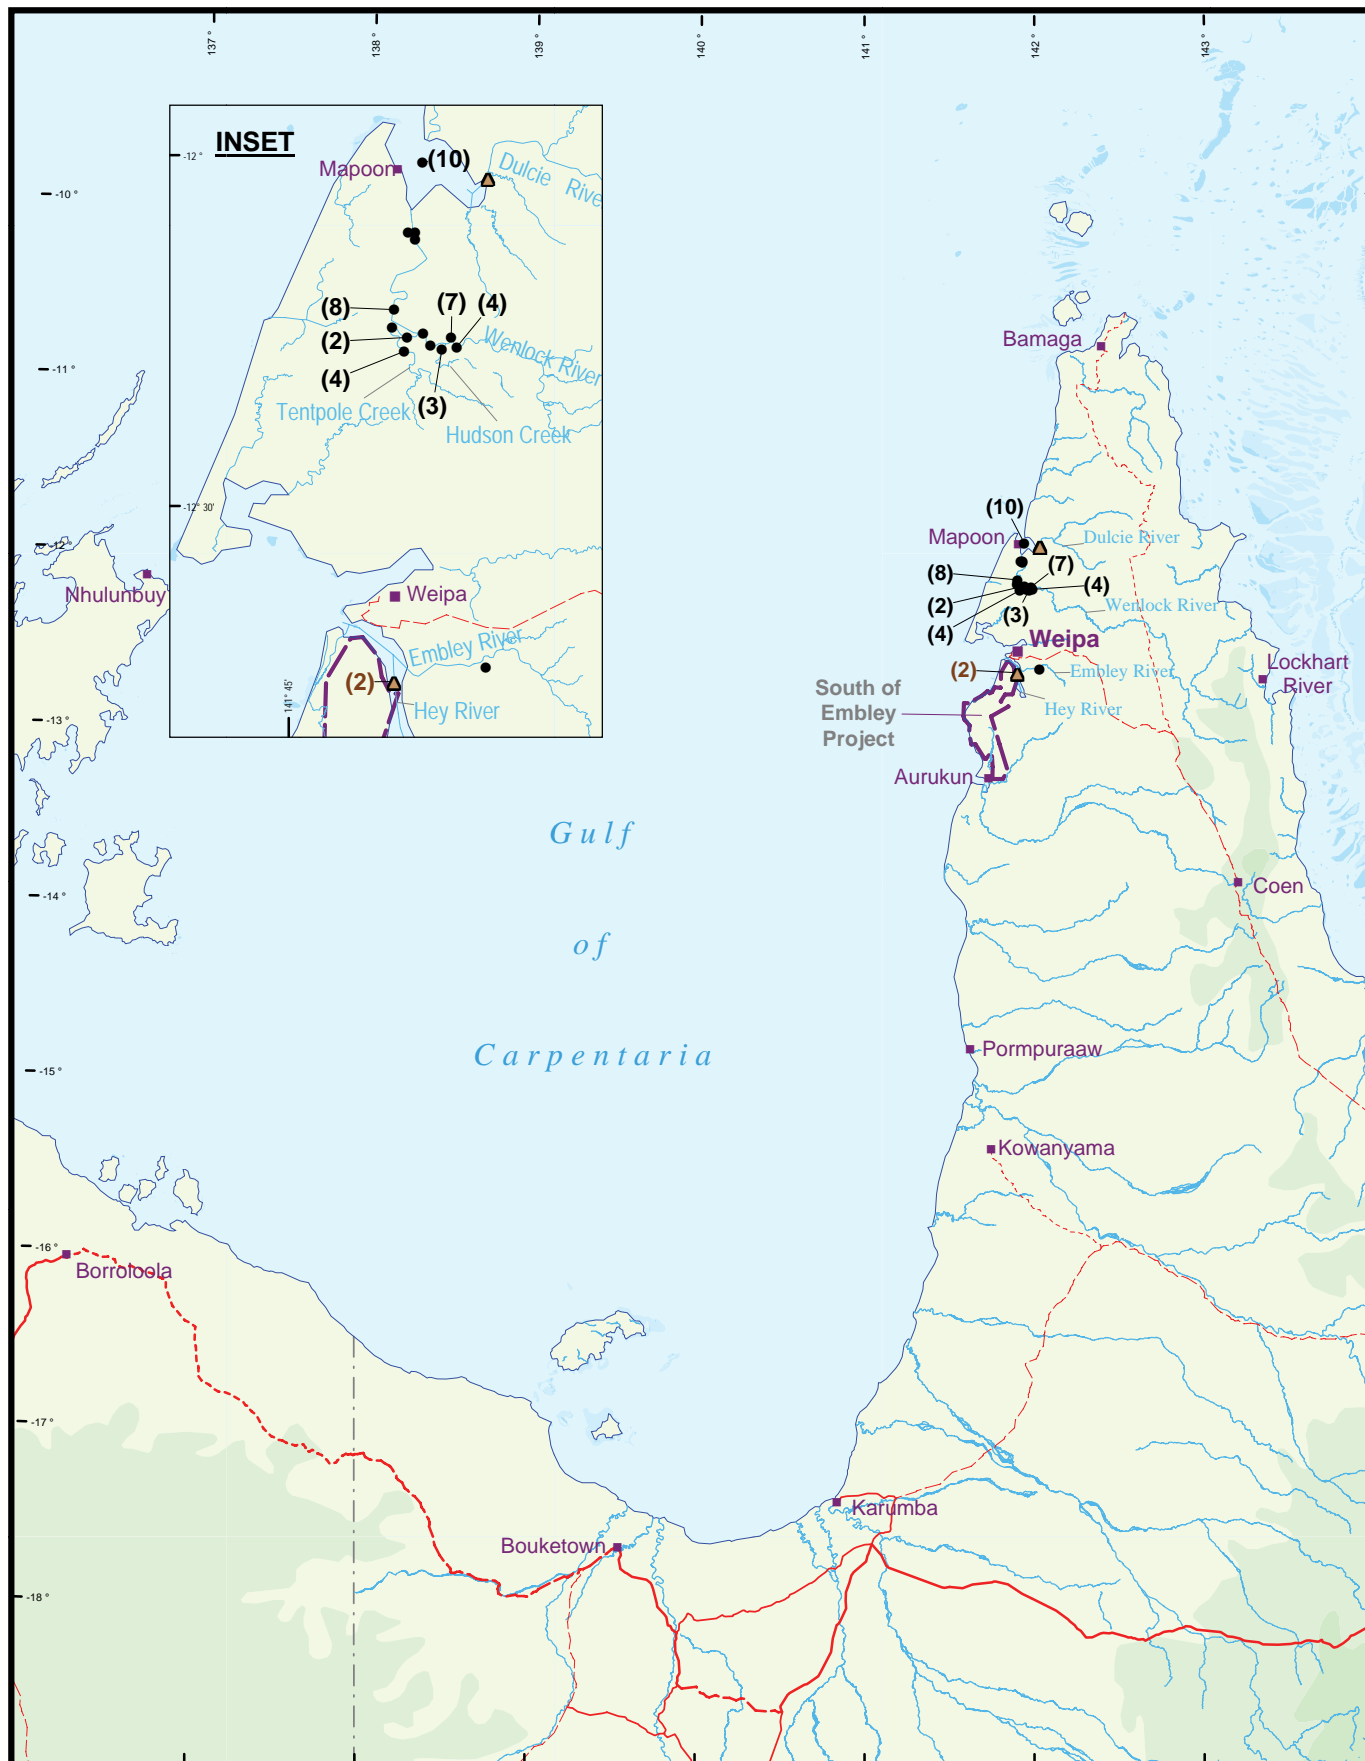 137°
138°
139°
140°
141°
142°
143°
INSET
-12°
Mapoon
(10)
Dulcie Rive
(8)
(7)
(4)
(2)
Wenlock River
(4)
(3)
Tentpole Creek
Hudson Creek
-12° 30'
Weipa
Embley River
(2)
Hey River
141° 45'
-10°
-11°
-12°
-13°
-14°
-15°
-16°
-17°
-18°
Nhulunbuy
Bamaga
(10)
Mapoon
Dulcie River
(8)
(7)
(4)
(2)
(3)
Wenlock River
(4)
Weipa
(2)
Embley River
Lockhart
River
South of
Embley
Project
Hey River
Aurukun
Gulf
of
Carpentaria
Coen
Pormpuraaw
Kowanyama
Borroloola
Karumba
Bouketown